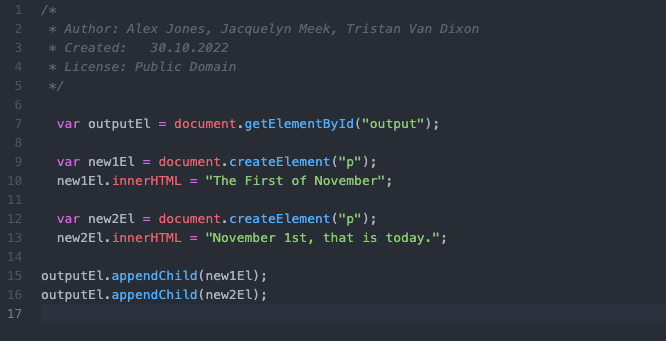 1 /*
2  * Author: Alex Jones, Jacquelyn Meek, Tristan Van Dixon
3  * Created:   30.10.2022
4  * License: Public Domain
5  */
6
7   var outputEl = document.getElementById("output");
8
9   var new1El = document.createElement("p");
10   new1El.innerHTML = "The First of November";
11
12   var new2El = document.createElement("p");
13   new2El.innerHTML = "November 1st, that is today.";
14
15 outputEl.appendChild(new1El);
16 outputEl.appendChild(new2El);
17